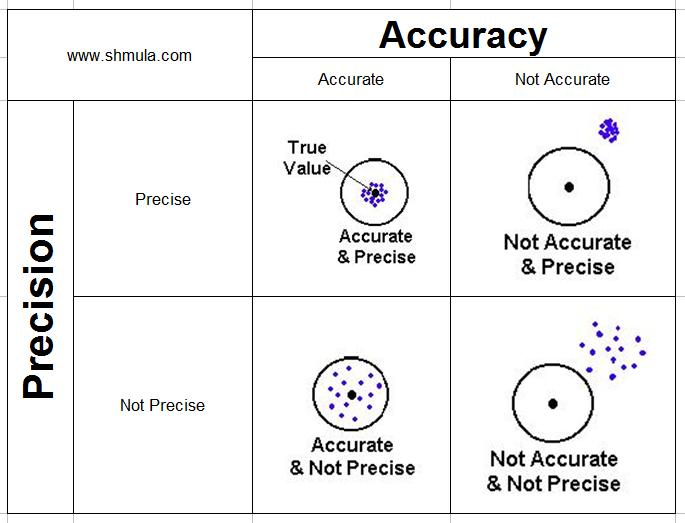 www.shmula.com
Accuracy
Accurate
Not Accurate
Precision
Precise
True
Value
Accurate
& Precise
Not Accurate
& Precise
Not Precise
Accurate
& Not Precise
Not Accurate
& Not Precise